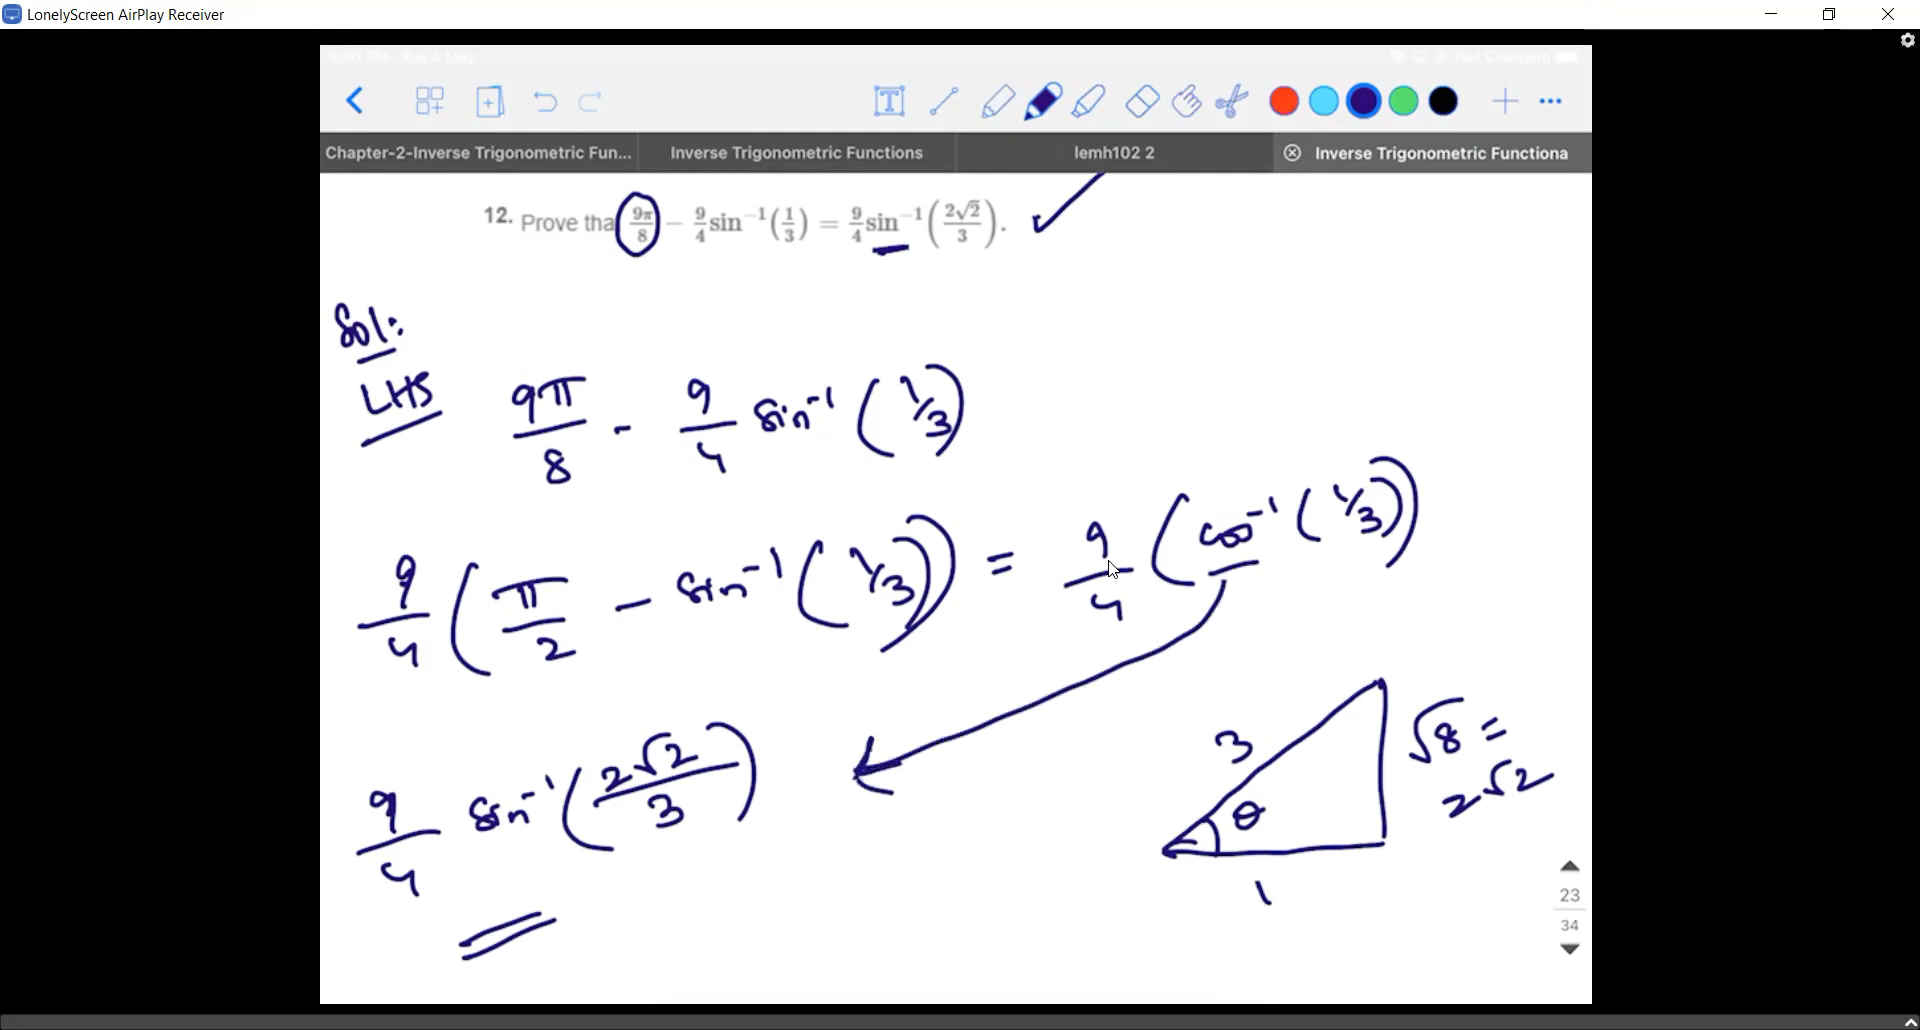 LonelyScreen AirPlay Receiver
Chapter-2-Inverse Trigonometric Fun... Inverse Trigonometric Functions lemh102 2 Inverse Trigonometric Functiona
12. Prove tha 9π/8 − 9/4 sin⁻¹(1/3) = 9/4 sin⁻¹(2√2/3).
Sol:
LHS 9π/8 - 9/4 sin⁻¹(1/3)
9/4 (π/2 − sin⁻¹(1/3)) = 9/4 (cos⁻¹(1/3))
9/4 sin⁻¹(2√2/3)
3 √8 =
2√2
θ
1
23
34